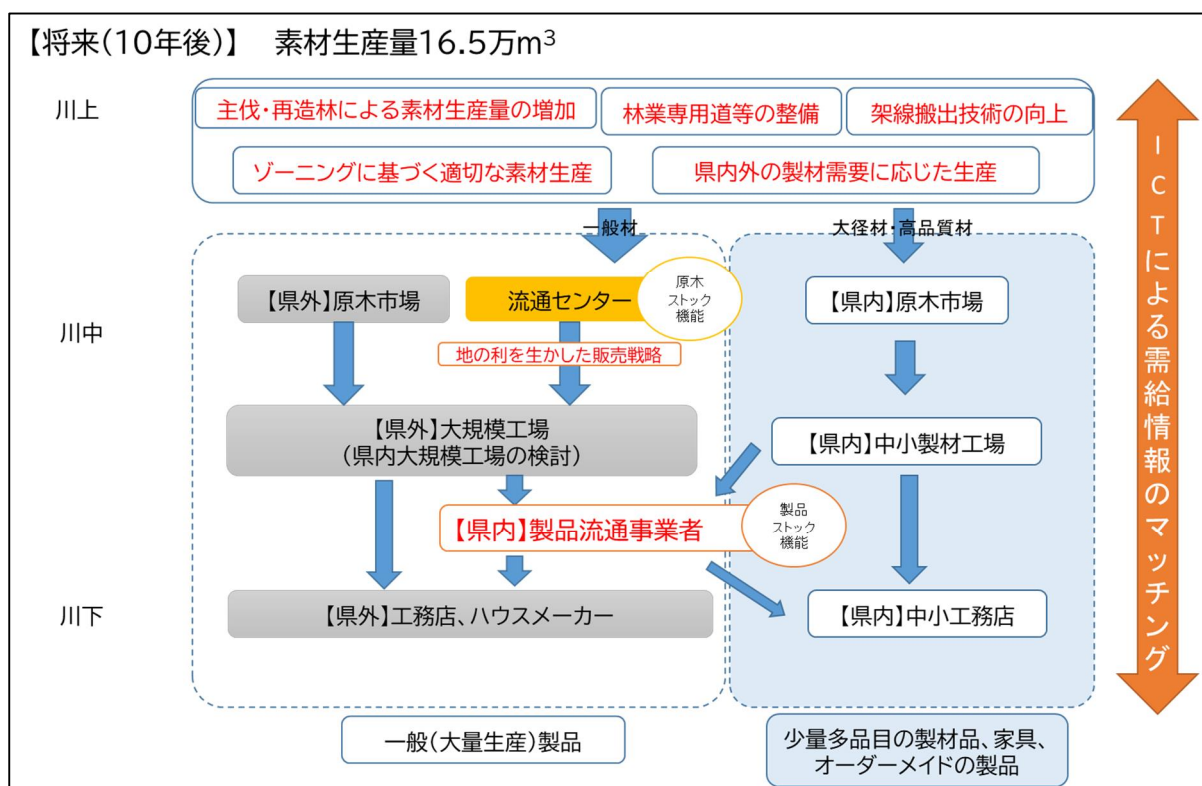 【将来(10年後)】 素材生産量16.5万m³
川上
主伐・再造林による素材生産量の増加
林業専用道等の整備
架線搬出技術の向上
ゾーニングに基づく適切な素材生産
県内外の製材需要に応じた生産
一般材
大径材・高品質材
川中
【県外】原木市場
流通センター
原木
ストック
機能
【県内】原木市場
地の利を生かした販売戦略
【県外】大規模工場
(県内大規模工場の検討)
【県内】中小製材工場
【県内】製品流通事業者
製品
ストック
機能
川下
【県外】工務店、ハウスメーカー
【県内】中小工務店
一般(大量生産)製品
少量多品目の製材品、家具、
オーダーメイドの製品
ICTによる需給情報のマッチング